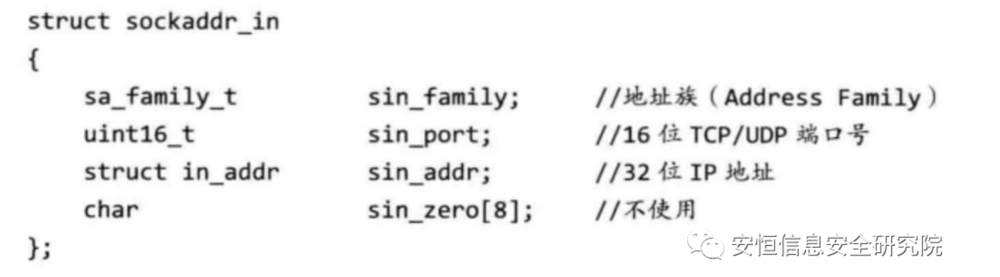 struct sockaddr_in
{
sa_family_t sin_family; //地址族（Address Family）
uint16_t sin_port; //16 位 TCP/UDP 端口号
struct in_addr sin_addr; //32 位 IP 地址
char sin_zero[8]; //不使用
};
安恒信息安全研究院